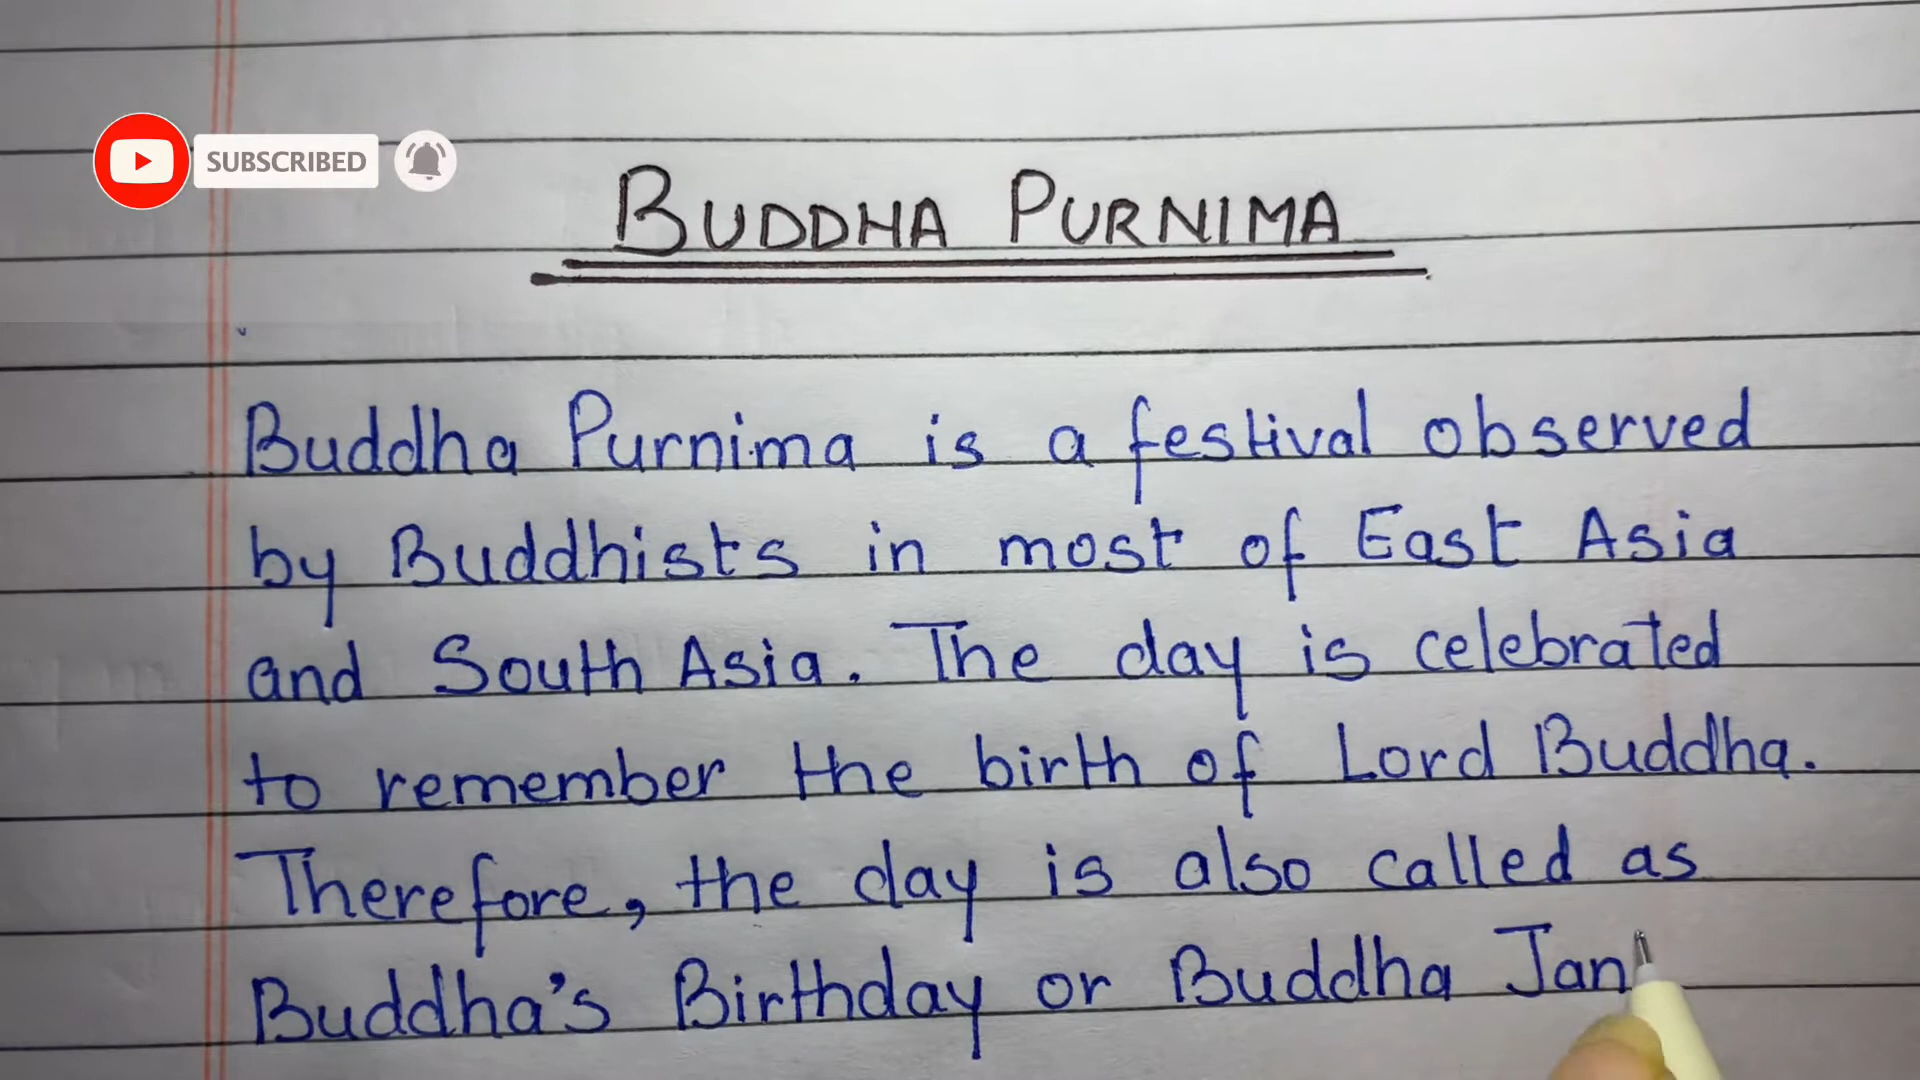 SUBSCRIBED
BUDDHA PURNIMA
Buddha Purnima is a festival observed
by Buddhists in most of East Asia
and South Asia. The day is celebrated
to remember the birth of Lord Buddha.
Therefore, the day is also called as
Buddha's Birthday or Buddha Jan